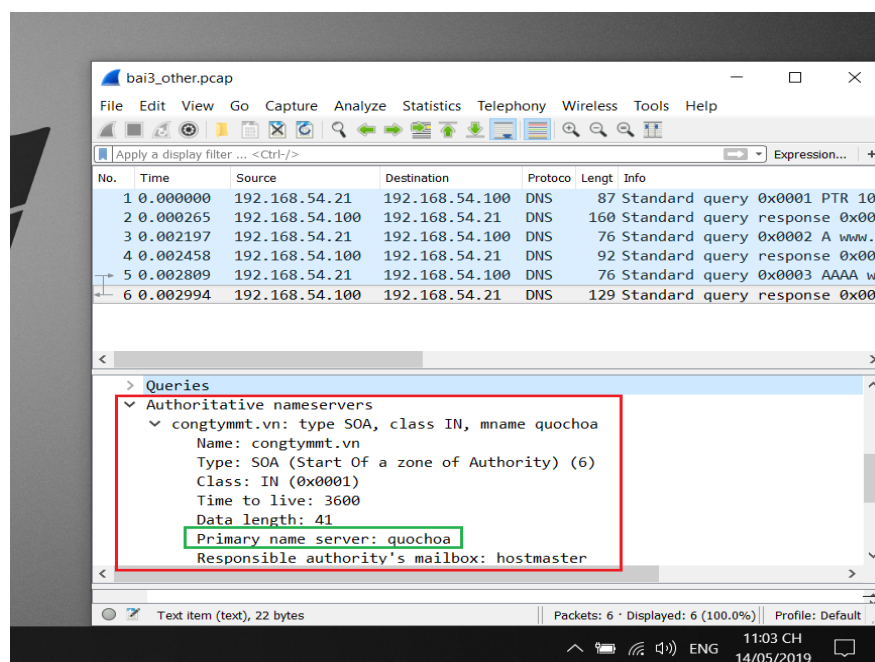 bai3_other.pcap
File Edit View Go Capture Analyze Statistics Telephony Wireless Tools Help
Apply a display filter ... <Ctrl-/> Expression... +
No. Time Source Destination Protoco Lengt Info
1 0.000000 192.168.54.21 192.168.54.100 DNS 87 Standard query 0x0001 PTR 10
2 0.000265 192.168.54.100 192.168.54.21 DNS 160 Standard query response 0x00
3 0.002197 192.168.54.21 192.168.54.100 DNS 76 Standard query 0x0002 A www.
4 0.002458 192.168.54.100 192.168.54.21 DNS 92 Standard query response 0x00
5 0.002809 192.168.54.21 192.168.54.100 DNS 76 Standard query 0x0003 AAAA w
6 0.002994 192.168.54.100 192.168.54.21 DNS 129 Standard query response 0x00
Queries
Authoritative nameservers
congtymmt.vn: type SOA, class IN, mname quochoa
Name: congtymmt.vn
Type: SOA (Start Of a zone of Authority) (6)
Class: IN (0x0001)
Time to live: 3600
Data length: 41
Primary name server: quochoa
Responsible authority's mailbox: hostmaster
Text item (text), 22 bytes Packets: 6 · Displayed: 6 (100.0%) Profile: Default
ENG 11:03 CH
14/05/2019